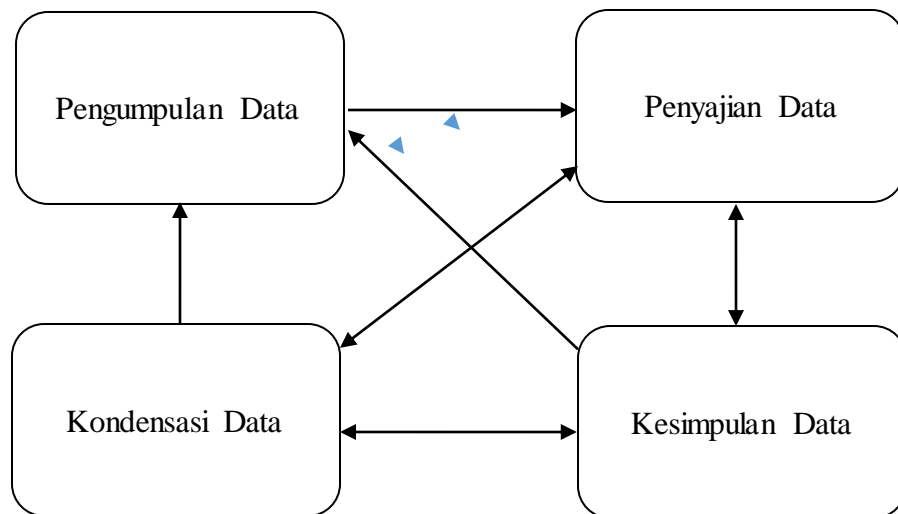 Pengumpulan Data
Penyajian Data
Kondensasi Data
Kesimpulan Data